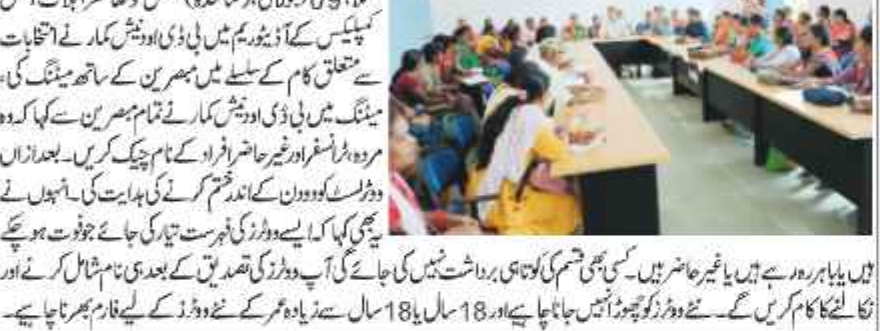 کمپلیکس کے آڈیٹوریم میں بی ڈی او دنیش کمار نے انتخابات
سے متعلق کام کے سلسلے میں مبصرین کے ساتھ میٹنگ کی،
میٹنگ میں بی ڈی او دنیش کمار نے تمام مبصرین سے کہا کہ وہ
مردہ، ٹرانسفر اور غیر حاضر افراد کے نام چیک کریں۔ بعد ازاں
ووٹر لسٹ کو دو دن کے اندر ختم کرنے کی ہدایت کی۔ انہوں نے
یہ بھی کہا کہ ایسے ووٹرز کی فہرست تیار کی جائے جو فوت ہو چکے
ہیں یا باہر رہ رہے ہیں یا غیر حاضر ہیں۔ کسی بھی قسم کی کوتاہی برداشت نہیں کی جائے گی آپ ووٹرز کی تصدیق کے بعد ہی نام شامل کرنے اور
نکالنے کا کام کریں گے۔ نئے ووٹرز کو چھوڑا نہیں جانا چاہیے اور 18 سال یا 18 سال سے زیادہ عمر کے نئے ووٹرز کے لیے فارم بھرنا چاہیے۔